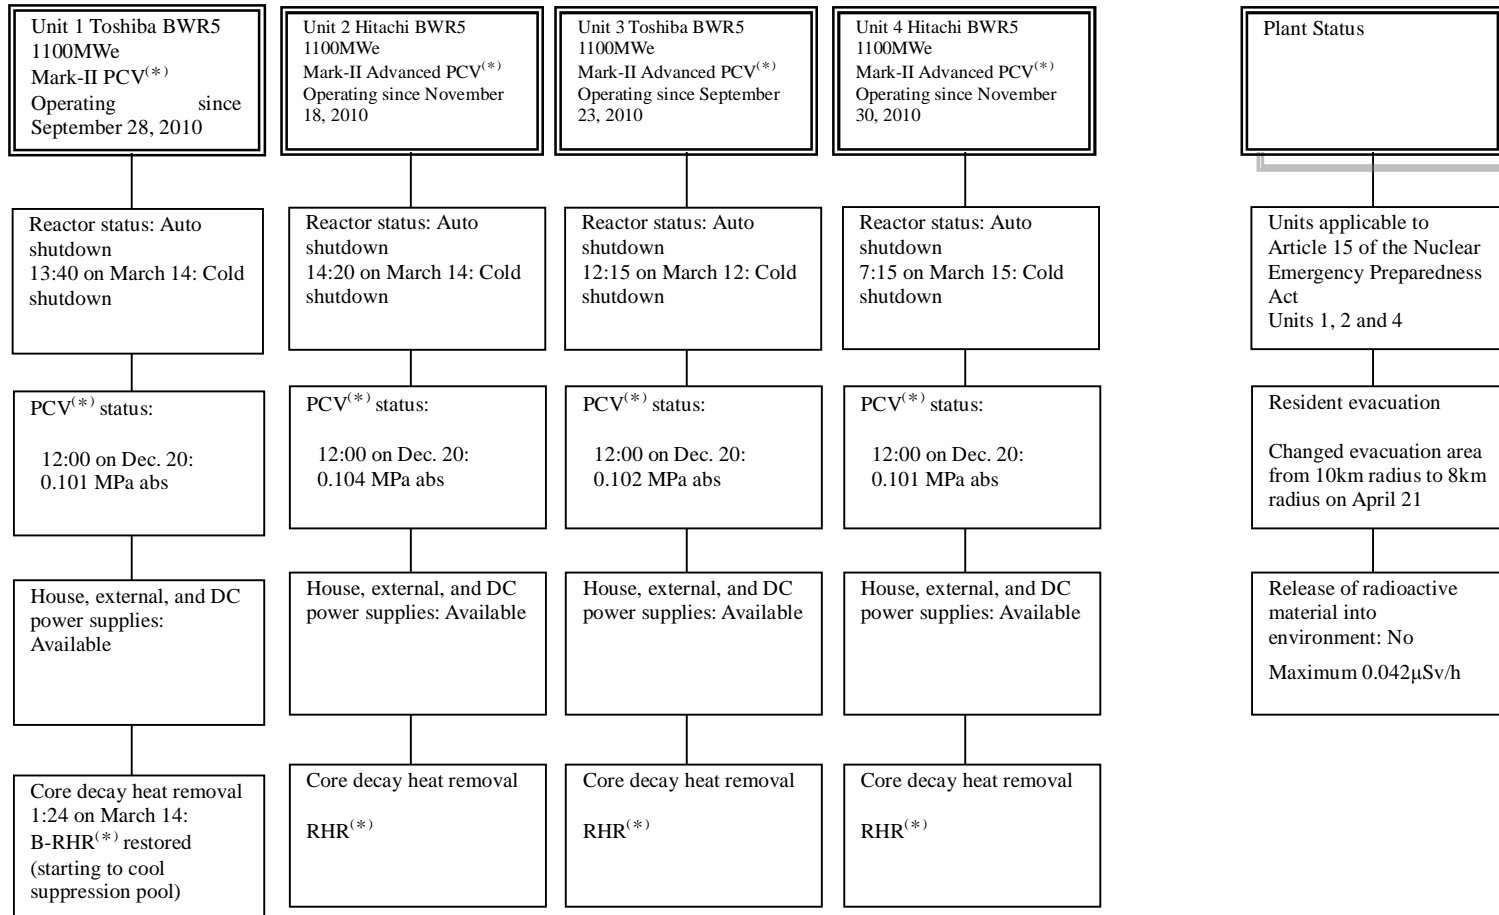 Unit 1 Toshiba BWR5
1100MWe
Mark-II PCV(*)
Operating since
September 28, 2010
Reactor status: Auto
shutdown
13:40 on March 14: Cold
shutdown
PCV(*) status:
12:00 on Dec. 20:
0.101 MPa abs
House, external, and DC
power supplies:
Available
Core decay heat removal
1:24 on March 14:
B-RHR(*) restored
(starting to cool
suppression pool)
Unit 2 Hitachi BWR5
1100MWe
Mark-II Advanced PCV(*)
Operating since November
18, 2010
Reactor status: Auto
shutdown
14:20 on March 14: Cold
shutdown
PCV(*) status:
12:00 on Dec. 20:
0.104 MPa abs
House, external, and DC
power supplies: Available
Core decay heat removal
RHR(*)
Unit 3 Toshiba BWR5
1100MWe
Mark-II Advanced PCV(*)
Operating since September
23, 2010
Reactor status: Auto
shutdown
12:15 on March 12: Cold
shutdown
PCV(*) status:
12:00 on Dec. 20:
0.102 MPa abs
House, external, and DC
power supplies: Available
Core decay heat removal
RHR(*)
Unit 4 Hitachi BWR5
1100MWe
Mark-II Advanced PCV(*)
Operating since November
30, 2010
Reactor status: Auto
shutdown
7:15 on March 15: Cold
shutdown
PCV(*) status:
12:00 on Dec. 20:
0.101 MPa abs
House, external, and DC
power supplies: Available
Core decay heat removal
RHR(*)
Plant Status
Units applicable to
Article 15 of the Nuclear
Emergency Preparedness
Act
Units 1, 2 and 4
Resident evacuation
Changed evacuation area
from 10km radius to 8km
radius on April 21
Release of radioactive
material into
environment: No
Maximum 0.042μSv/h